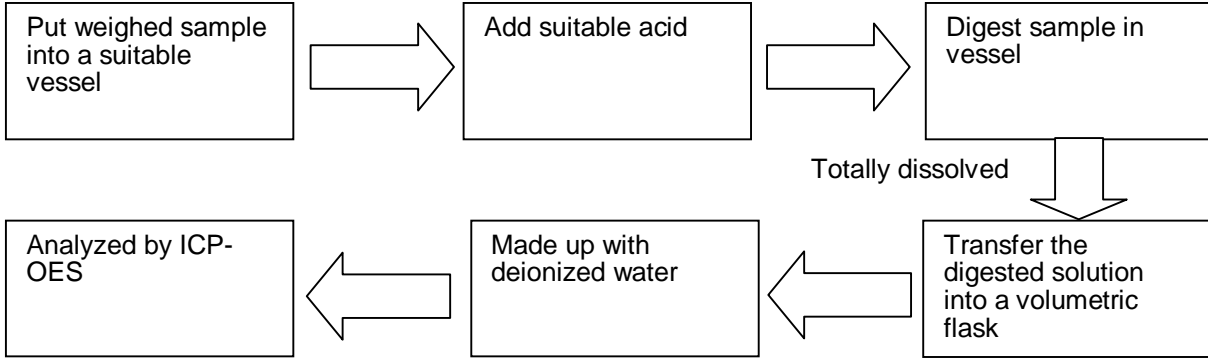 Put weighed sample
into a suitable
vessel
Add suitable acid
Digest sample in
vessel
Totally dissolved
Transfer the
digested solution
into a volumetric
flask
Made up with
deionized water
Analyzed by ICP-
OES